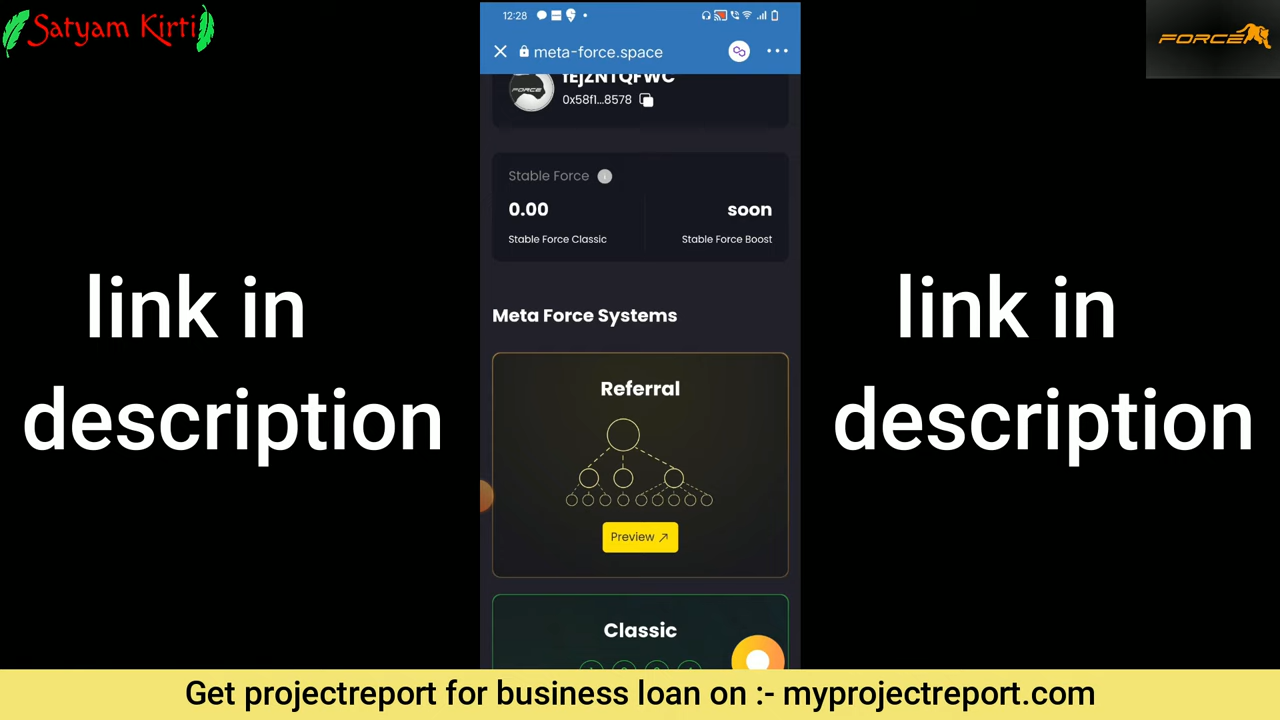 Satyam Kirti
FORCE
12:28
meta-force.space
0x58f1...8578
Stable Force
0.00
soon
Stable Force Classic
Stable Force Boost
link in
description
link in
description
Meta Force Systems
Referral
Preview
Classic
Get projectreport for business loan on :- myprojectreport.com